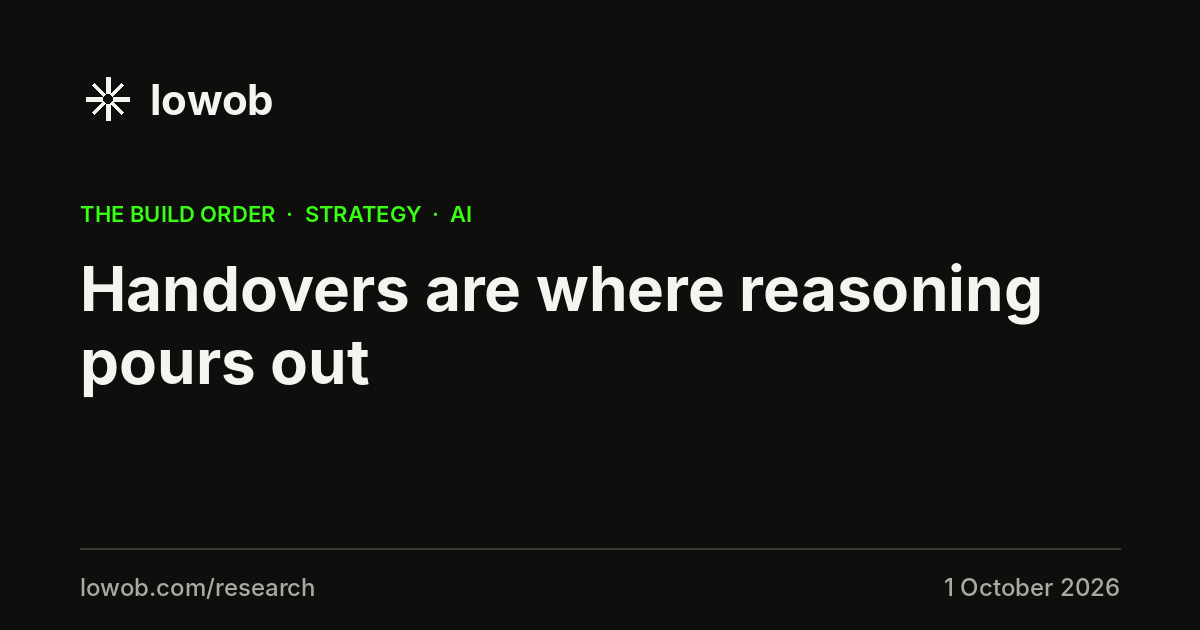 lowob
THE BUILD ORDER · STRATEGY · AI
Handovers are where reasoning
pours out
lowob.com/research
1 October 2026